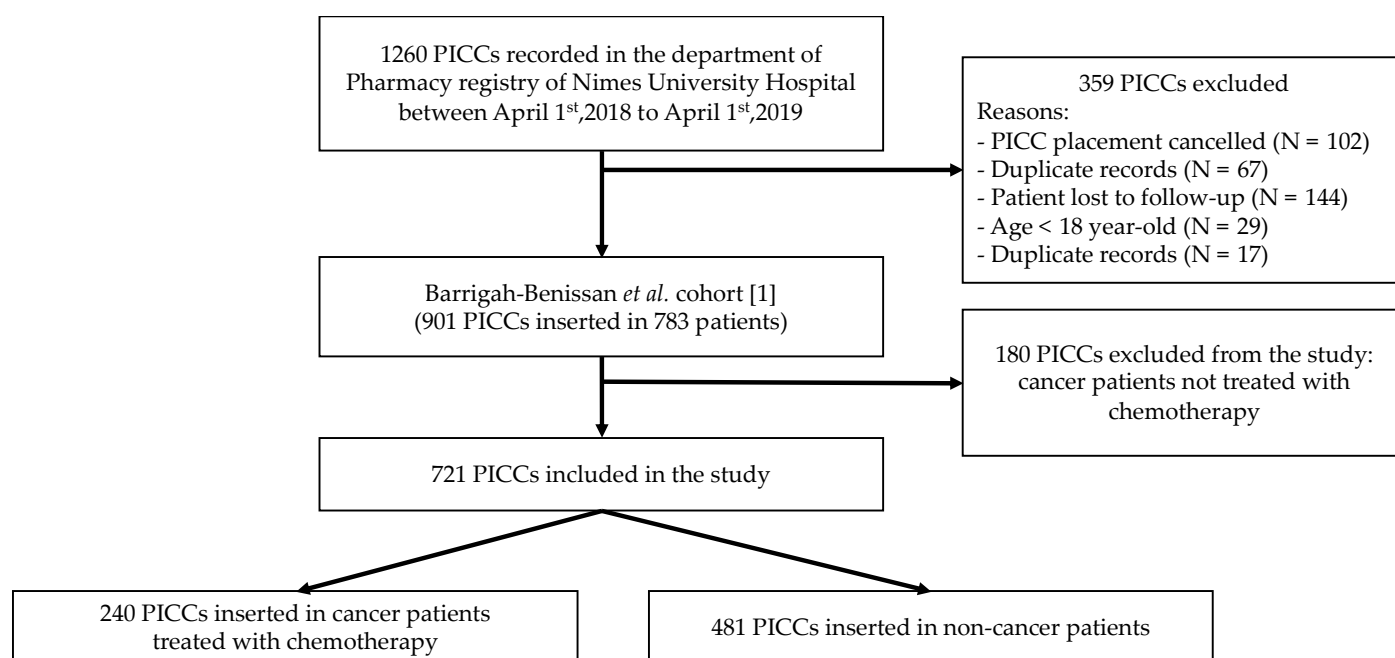 1260 PICCs recorded in the department of
Pharmacy registry of Nimes University Hospital
between April 1st,2018 to April 1st,2019
359 PICCs excluded
Reasons:
- PICC placement cancelled (N = 102)
- Duplicate records (N = 67)
- Patient lost to follow-up (N = 144)
- Age < 18 year-old (N = 29)
- Duplicate records (N = 17)
Barrigah-Benissan et al. cohort [1]
(901 PICCs inserted in 783 patients)
180 PICCs excluded from the study:
cancer patients not treated with
chemotherapy
721 PICCs included in the study
240 PICCs inserted in cancer patients
treated with chemotherapy
481 PICCs inserted in non-cancer patients